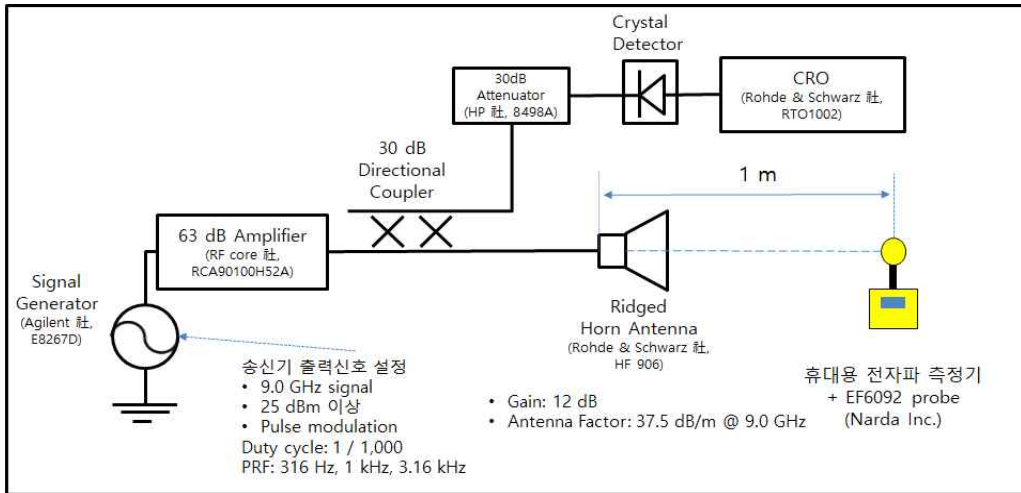 Crystal
Detector
30dB
Attenuator
(HP 社, 8498A)
CRO
(Rohde & Schwarz 社,
RTO1002)
30 dB
Directional
Coupler
1 m
63 dB Amplifier
(RF core 社,
RCA90100H52A)
Signal
Generator
(Agilent 社,
E8267D)
Ridged
Horn Antenna
(Rohde & Schwarz 社,
HF 906)
휴대용 전자파 측정기
+ EF6092 probe
(Narda Inc.)
송신기 출력신호 설정
• 9.0 GHz signal
• 25 dBm 이상
• Pulse modulation
Duty cycle: 1 / 1,000
PRF: 316 Hz, 1 kHz, 3.16 kHz
• Gain: 12 dB
• Antenna Factor: 37.5 dB/m @ 9.0 GHz